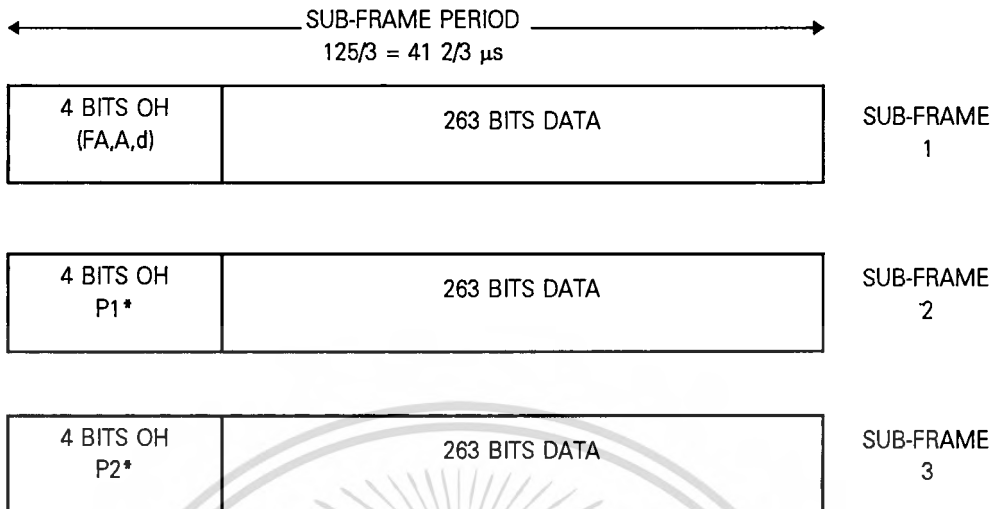 SUB-FRAME PERIOD
125/3 = 41 2/3 µs
4 BITS OH
(FA,A,d)
263 BITS DATA
SUB-FRAME
1
4 BITS OH
P1*
263 BITS DATA
SUB-FRAME
2
4 BITS OH
P2*
263 BITS DATA
SUB-FRAME
3